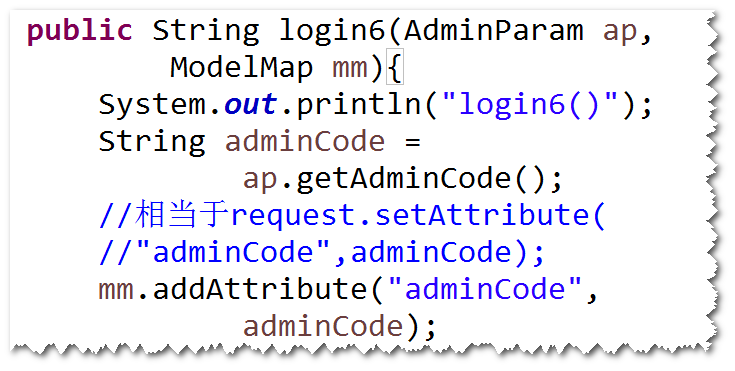 public String login6(AdminParam ap,
ModelMap mm){
System.out.println("login6()");
String adminCode =
ap.getAdminCode();
//相当于request.setAttribute(
//"adminCode",adminCode);
mm.addAttribute("adminCode",
adminCode);